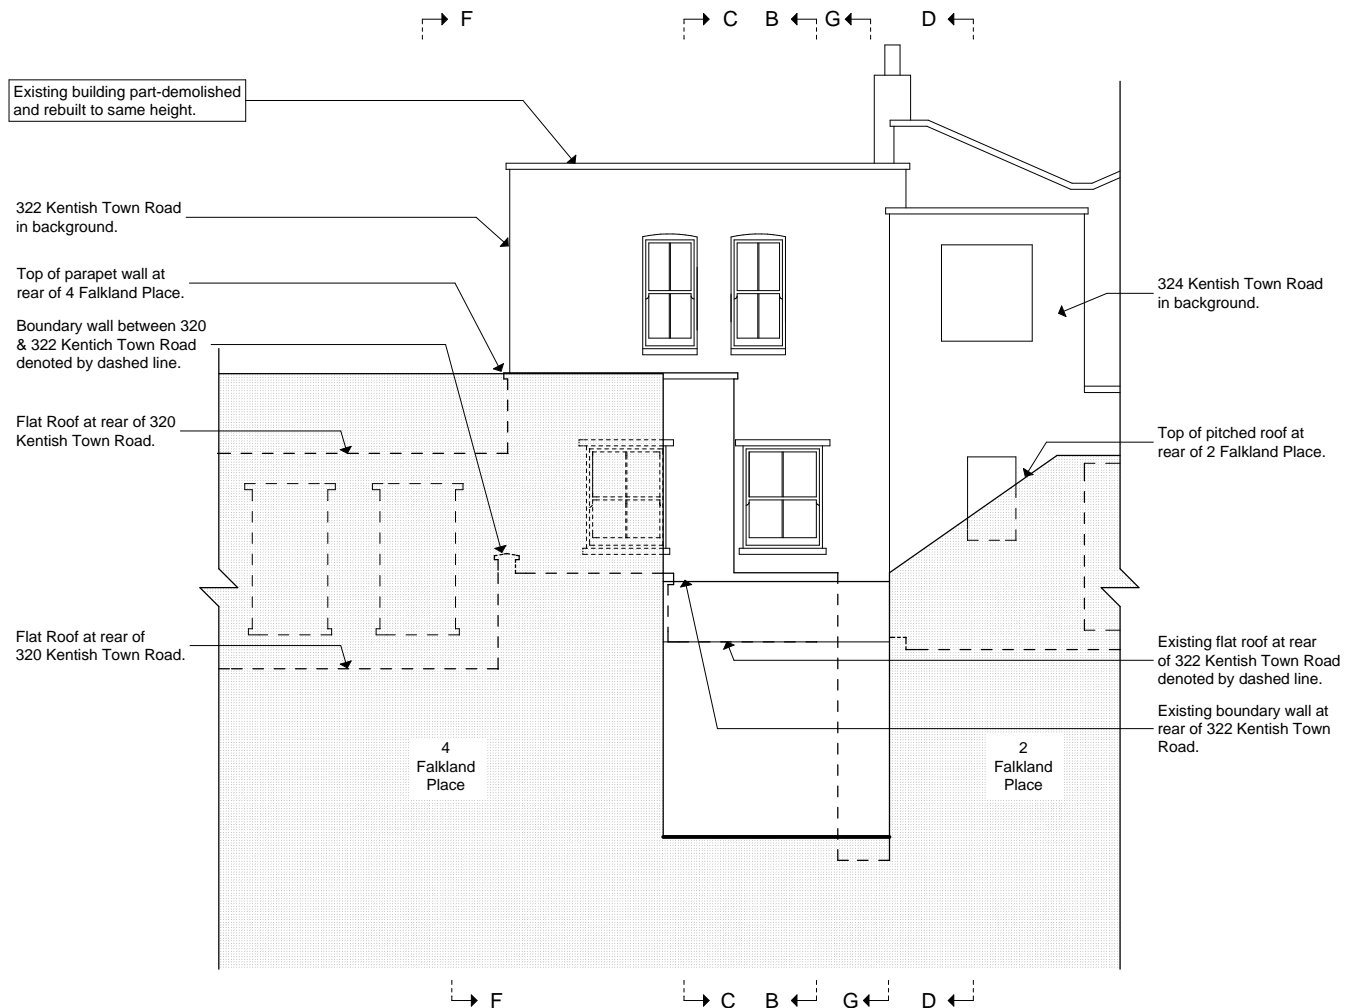 F
C
B
G
D
Existing building part-demolished
and rebuilt to same height.
322 Kentish Town Road
in background.
Top of parapet wall at
rear of 4 Falkland Place.
Boundary wall between 320
& 322 Kentich Town Road
denoted by dashed line.
Flat Roof at rear of 320
Kentish Town Road.
Flat Roof at rear of
320 Kentish Town Road.
324 Kentish Town Road
in background.
Top of pitched roof at
rear of 2 Falkland Place.
Existing flat roof at rear
of 322 Kentish Town Road
denoted by dashed line.
Existing boundary wall at
rear of 322 Kentish Town
Road.
4
Falkland
Place
2
Falkland
Place
F
C
B
G
D